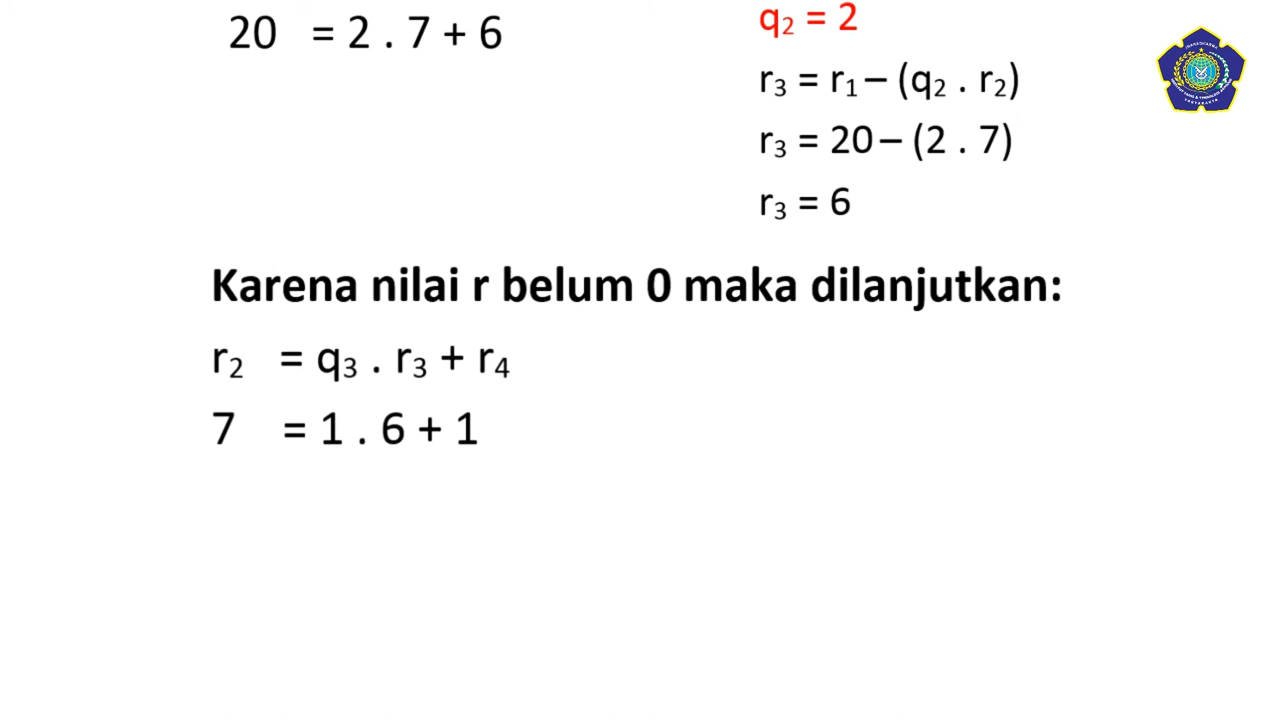 20 = 2 . 7 + 6
q₂ = 2
r₃ = r₁ – (q₂ . r₂)
r₃ = 20 – (2 . 7)
r₃ = 6
Karena nilai r belum 0 maka dilanjutkan:
r₂ = q₃ . r₃ + r₄
7 = 1 . 6 + 1
YOGYAKARTA